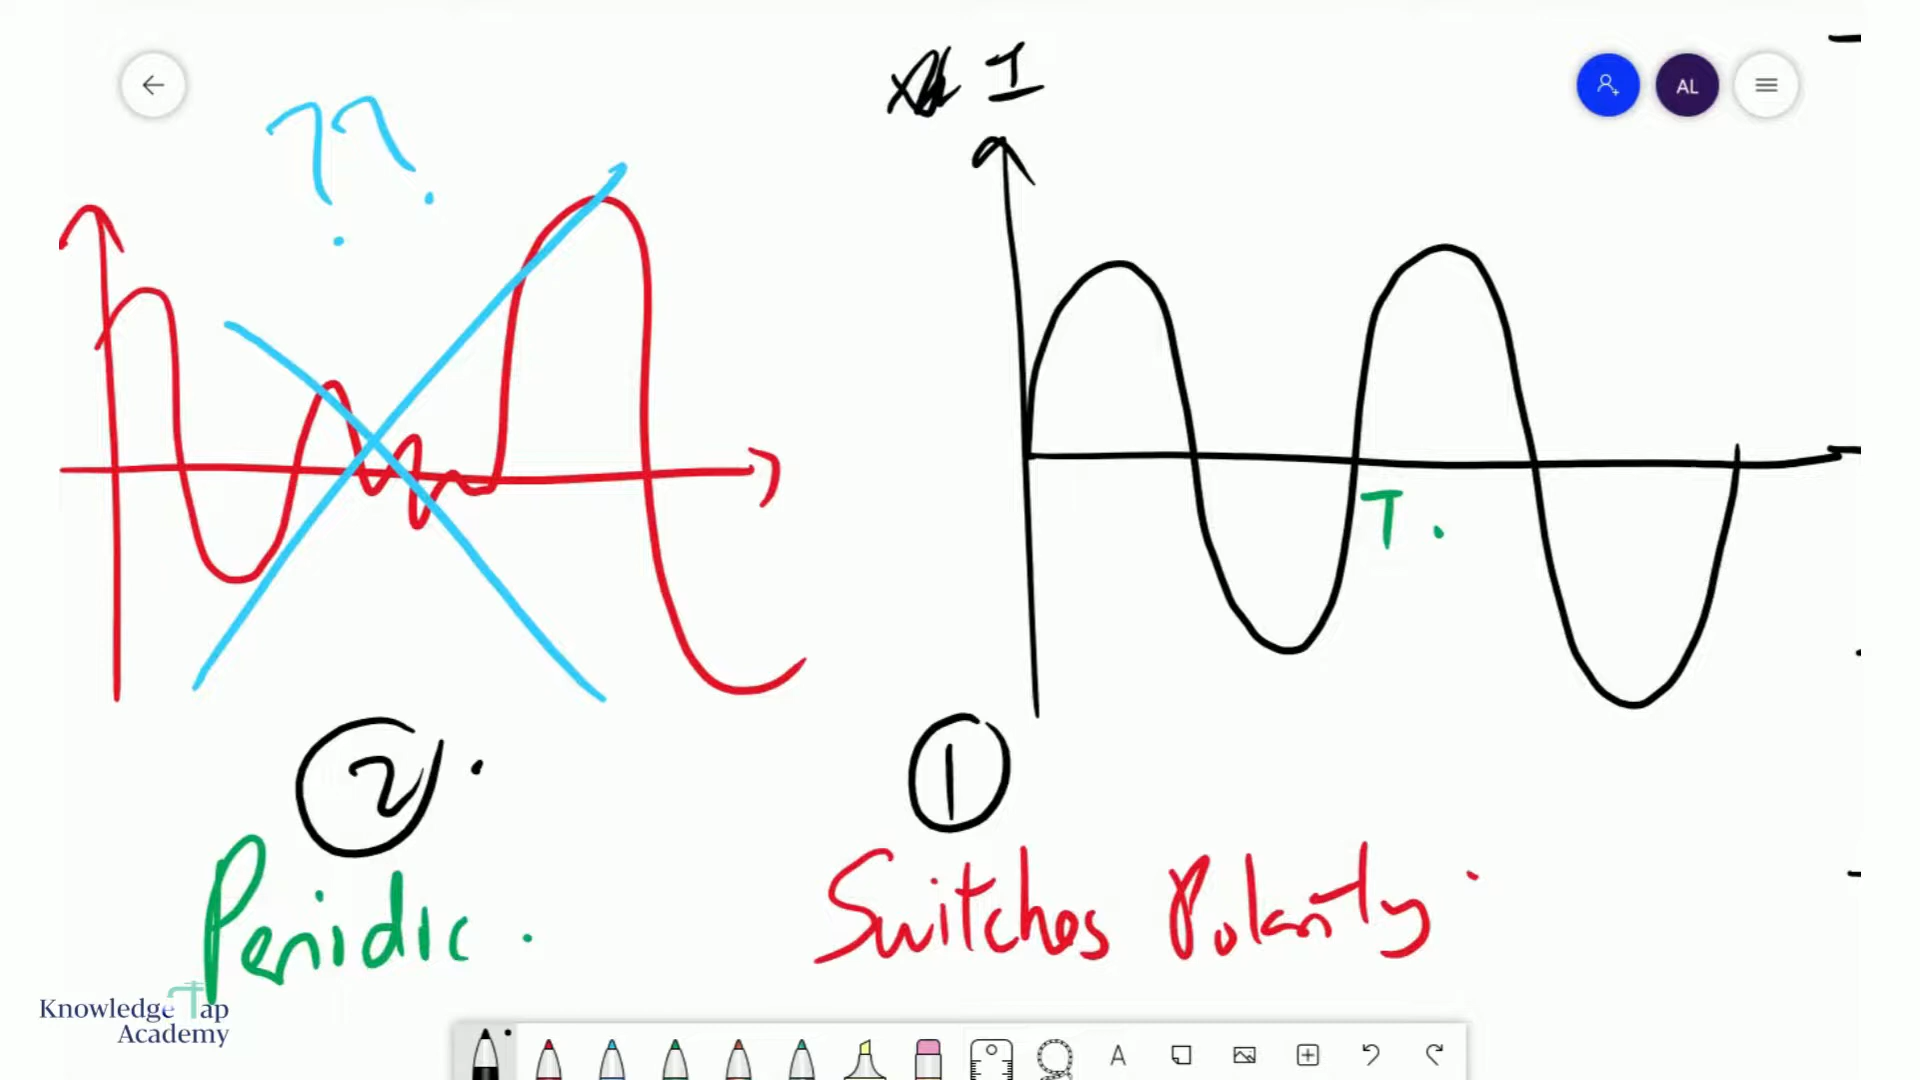 I
AL
??.
T.
2.
1
Periodic.
Switches Polarity.
Knowledge Tap
Academy
A